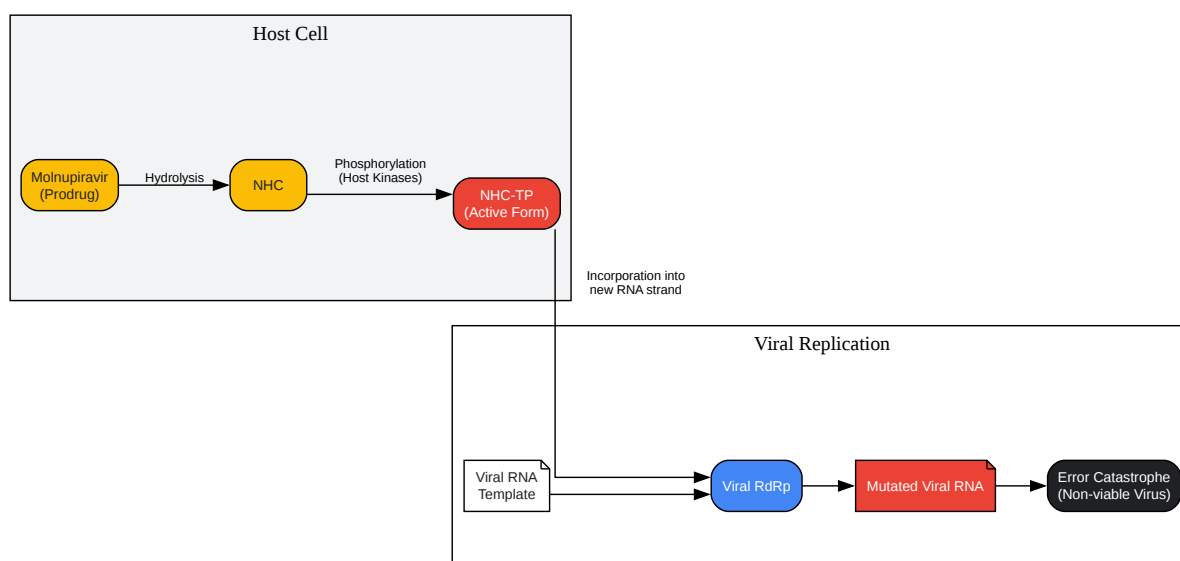 Host Cell
Molnupiravir
(Prodrug)
Hydrolysis
NHC
Phosphorylation
(Host Kinases)
NHC-TP
(Active Form)
Incorporation into
new RNA strand
Viral Replication
Viral RNA
Template
Viral RdRp
Mutated Viral RNA
Error Catastrophe
(Non-viable Virus)